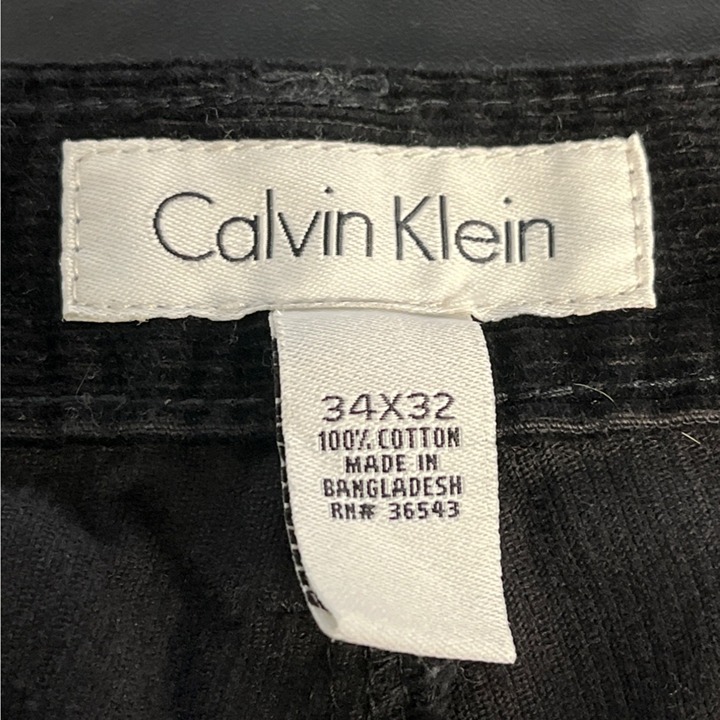 Calvin Klein
34X32
100% COTTON
MADE IN
BANGLADESH
RN# 36543